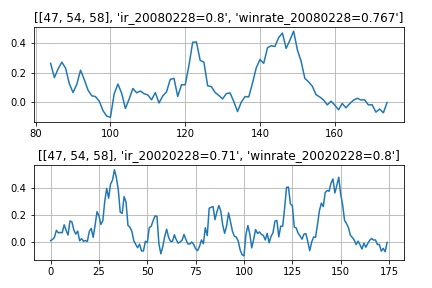 [[47, 54, 58], 'ir_20080228=0.8', 'winrate_20080228=0.767']
0.4
0.2
0.0
80 100 120 140 160
[[47, 54, 58], 'ir_20020228=0.71', 'winrate_20020228=0.8']
0.4
0.2
0.0
0 25 50 75 100 125 150 175